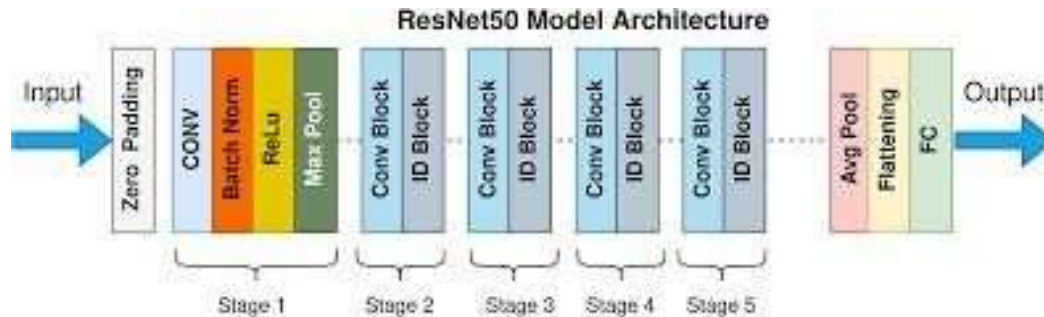 ResNet50 Model Architecture
Input
Zero Padding
CONV
Batch Norm
ReLu
Max Pool
Conv Block
ID Block
Conv Block
ID Block
Conv Block
ID Block
Conv Block
ID Block
Avg Pool
Flattening
FC
Output
Stage 1
Stage 2
Stage 3
Stage 4
Stage 5